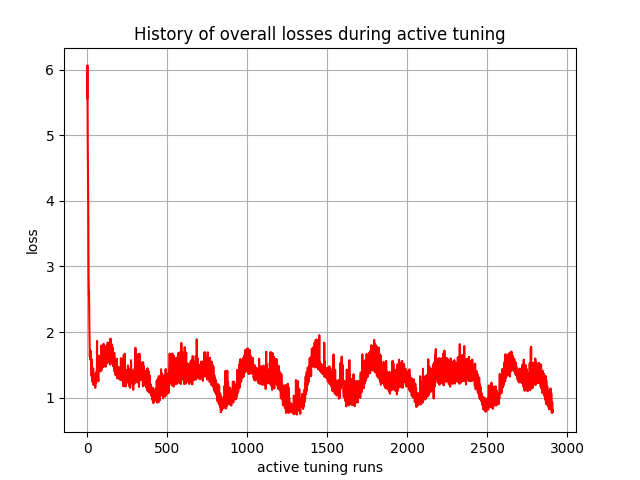 History of overall losses during active tuning
6
5
4
3
2
1
loss
0 500 1000 1500 2000 2500 3000
active tuning runs